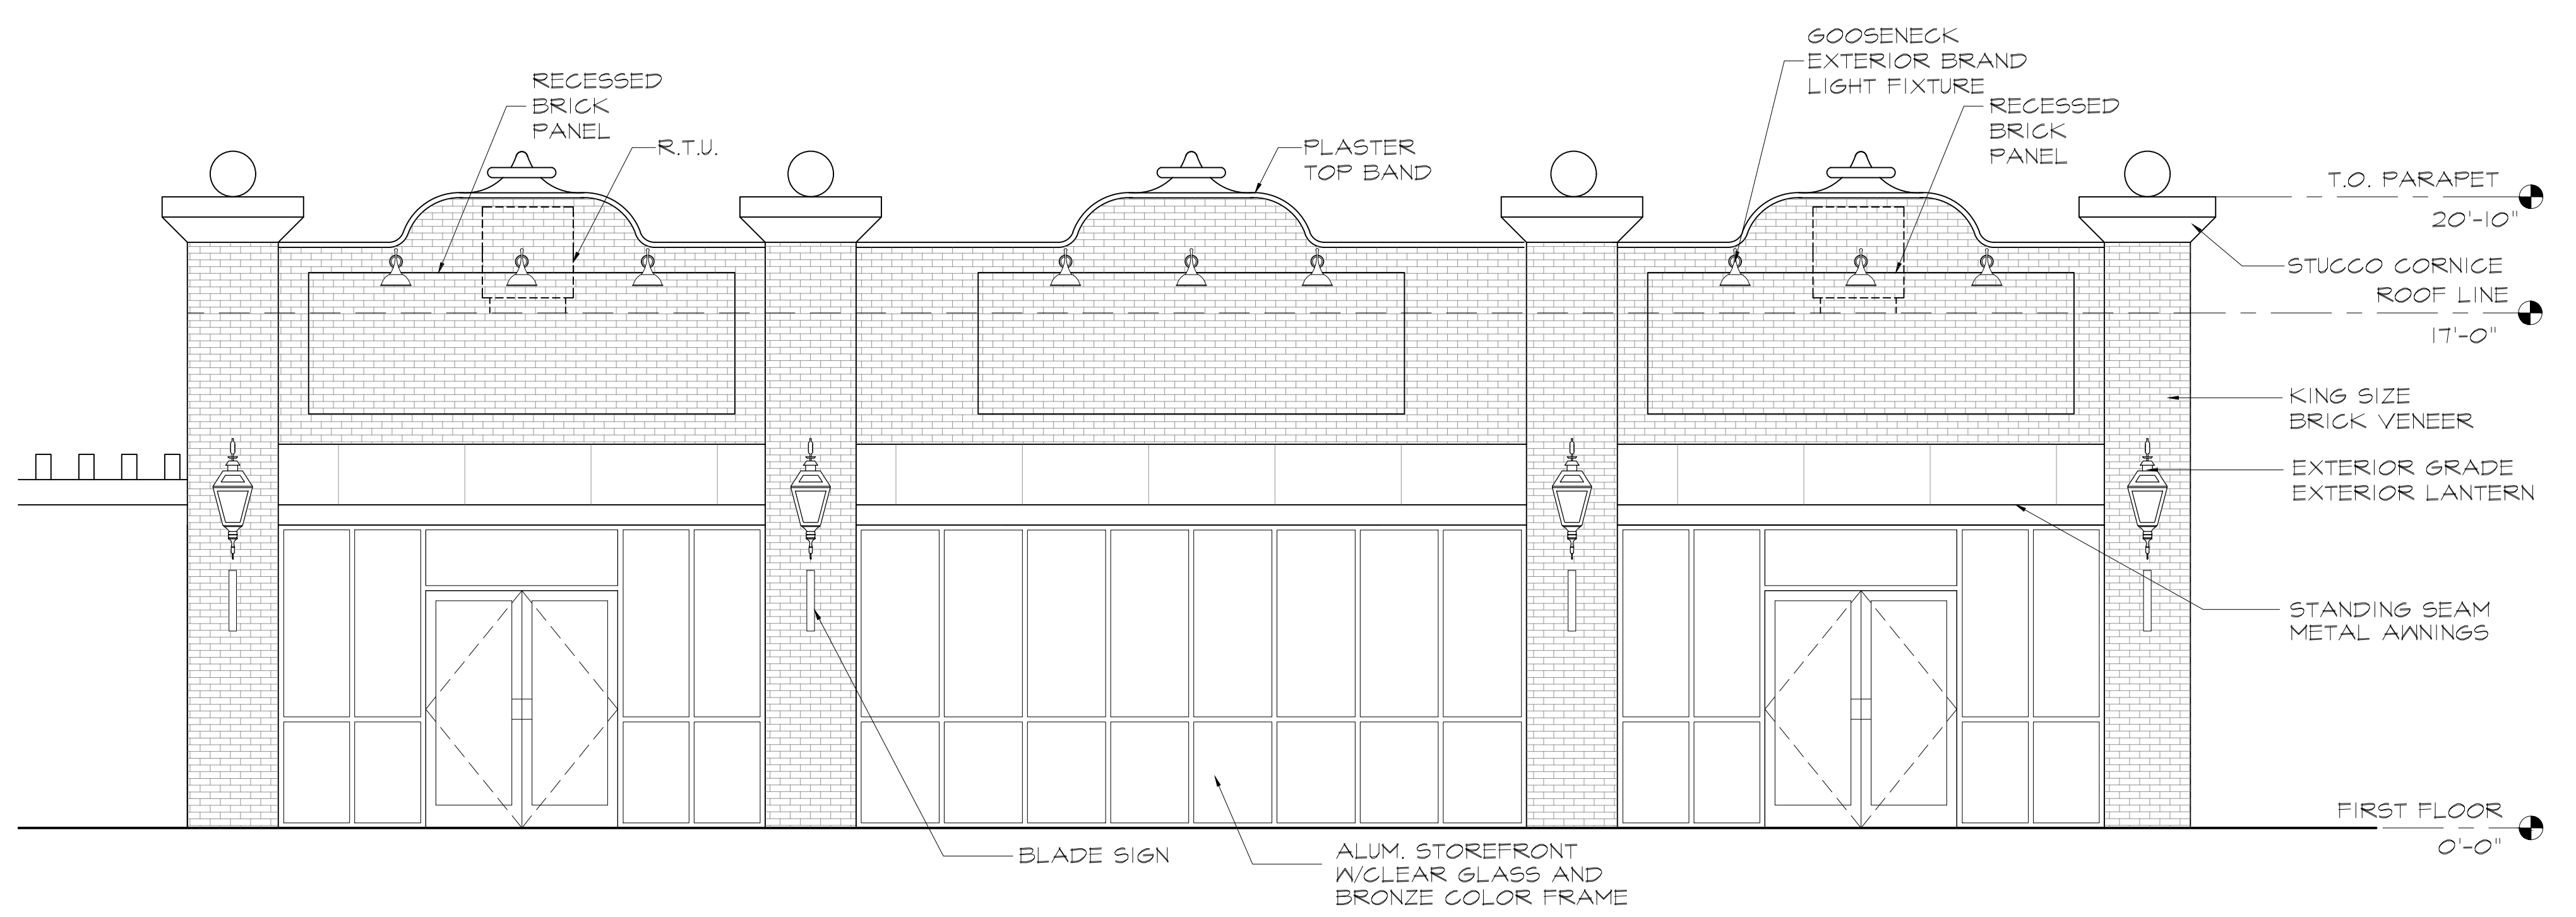 GOOSENECK
EXTERIOR BRAND
LIGHT FIXTURE
RECESSED
BRICK
PANEL
RECESSED
BRICK
PANEL
R.T.U.
PLASTER
TOP BAND
T.O. PARAPET
20'-10"
STUCCO CORNICE
ROOF LINE
17'-0"
KING SIZE
BRICK VENEER
EXTERIOR GRADE
EXTERIOR LANTERN
STANDING SEAM
METAL AWNINGS
FIRST FLOOR
0'-0"
BLADE SIGN
ALUM. STOREFRONT
W/CLEAR GLASS AND
BRONZE COLOR FRAME